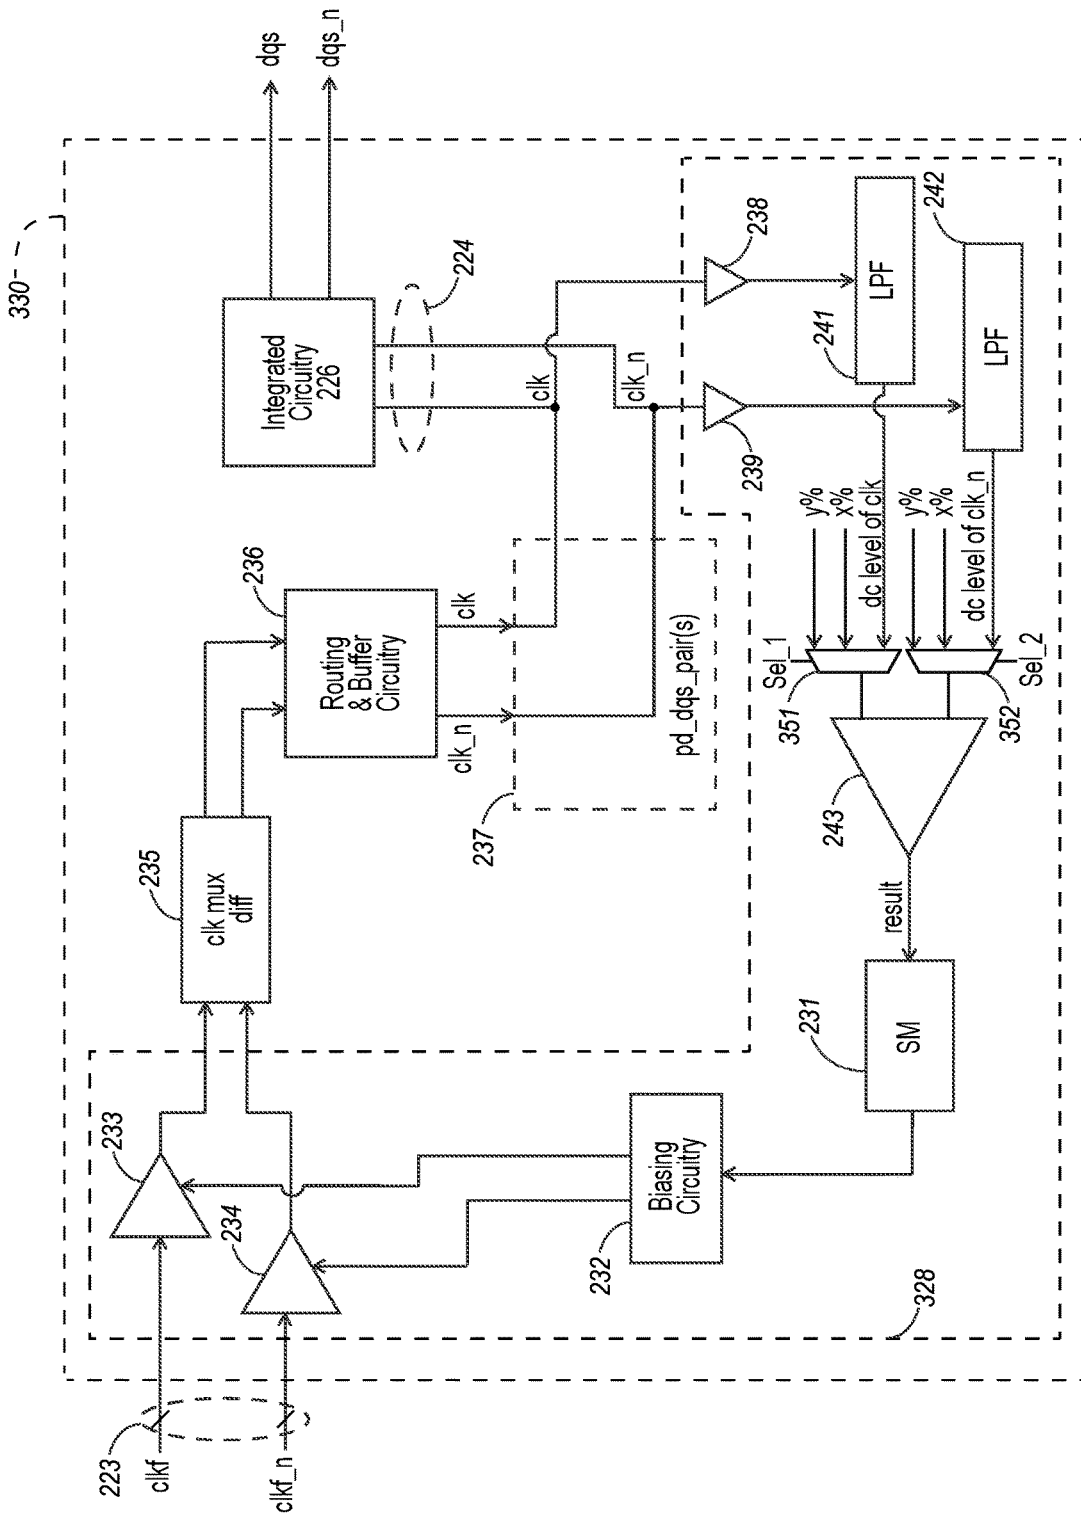 330
dqs
dqs_n
Integrated
Circuitry
226
224
clk
clk_n
238
239
241
LPF
242
LPF
236
Routing
& Buffer
Circuitry
clk
clk_n
237
pd_dqs_pair(s)
235
clk mux
diff
y%
x%
dc level of clk
y%
x%
dc level of clk_n
Sel_1
351
Sel_2
352
243
result
231
SM
233
234
Biasing
Circuitry
232
328
223
clkf
clkf_n